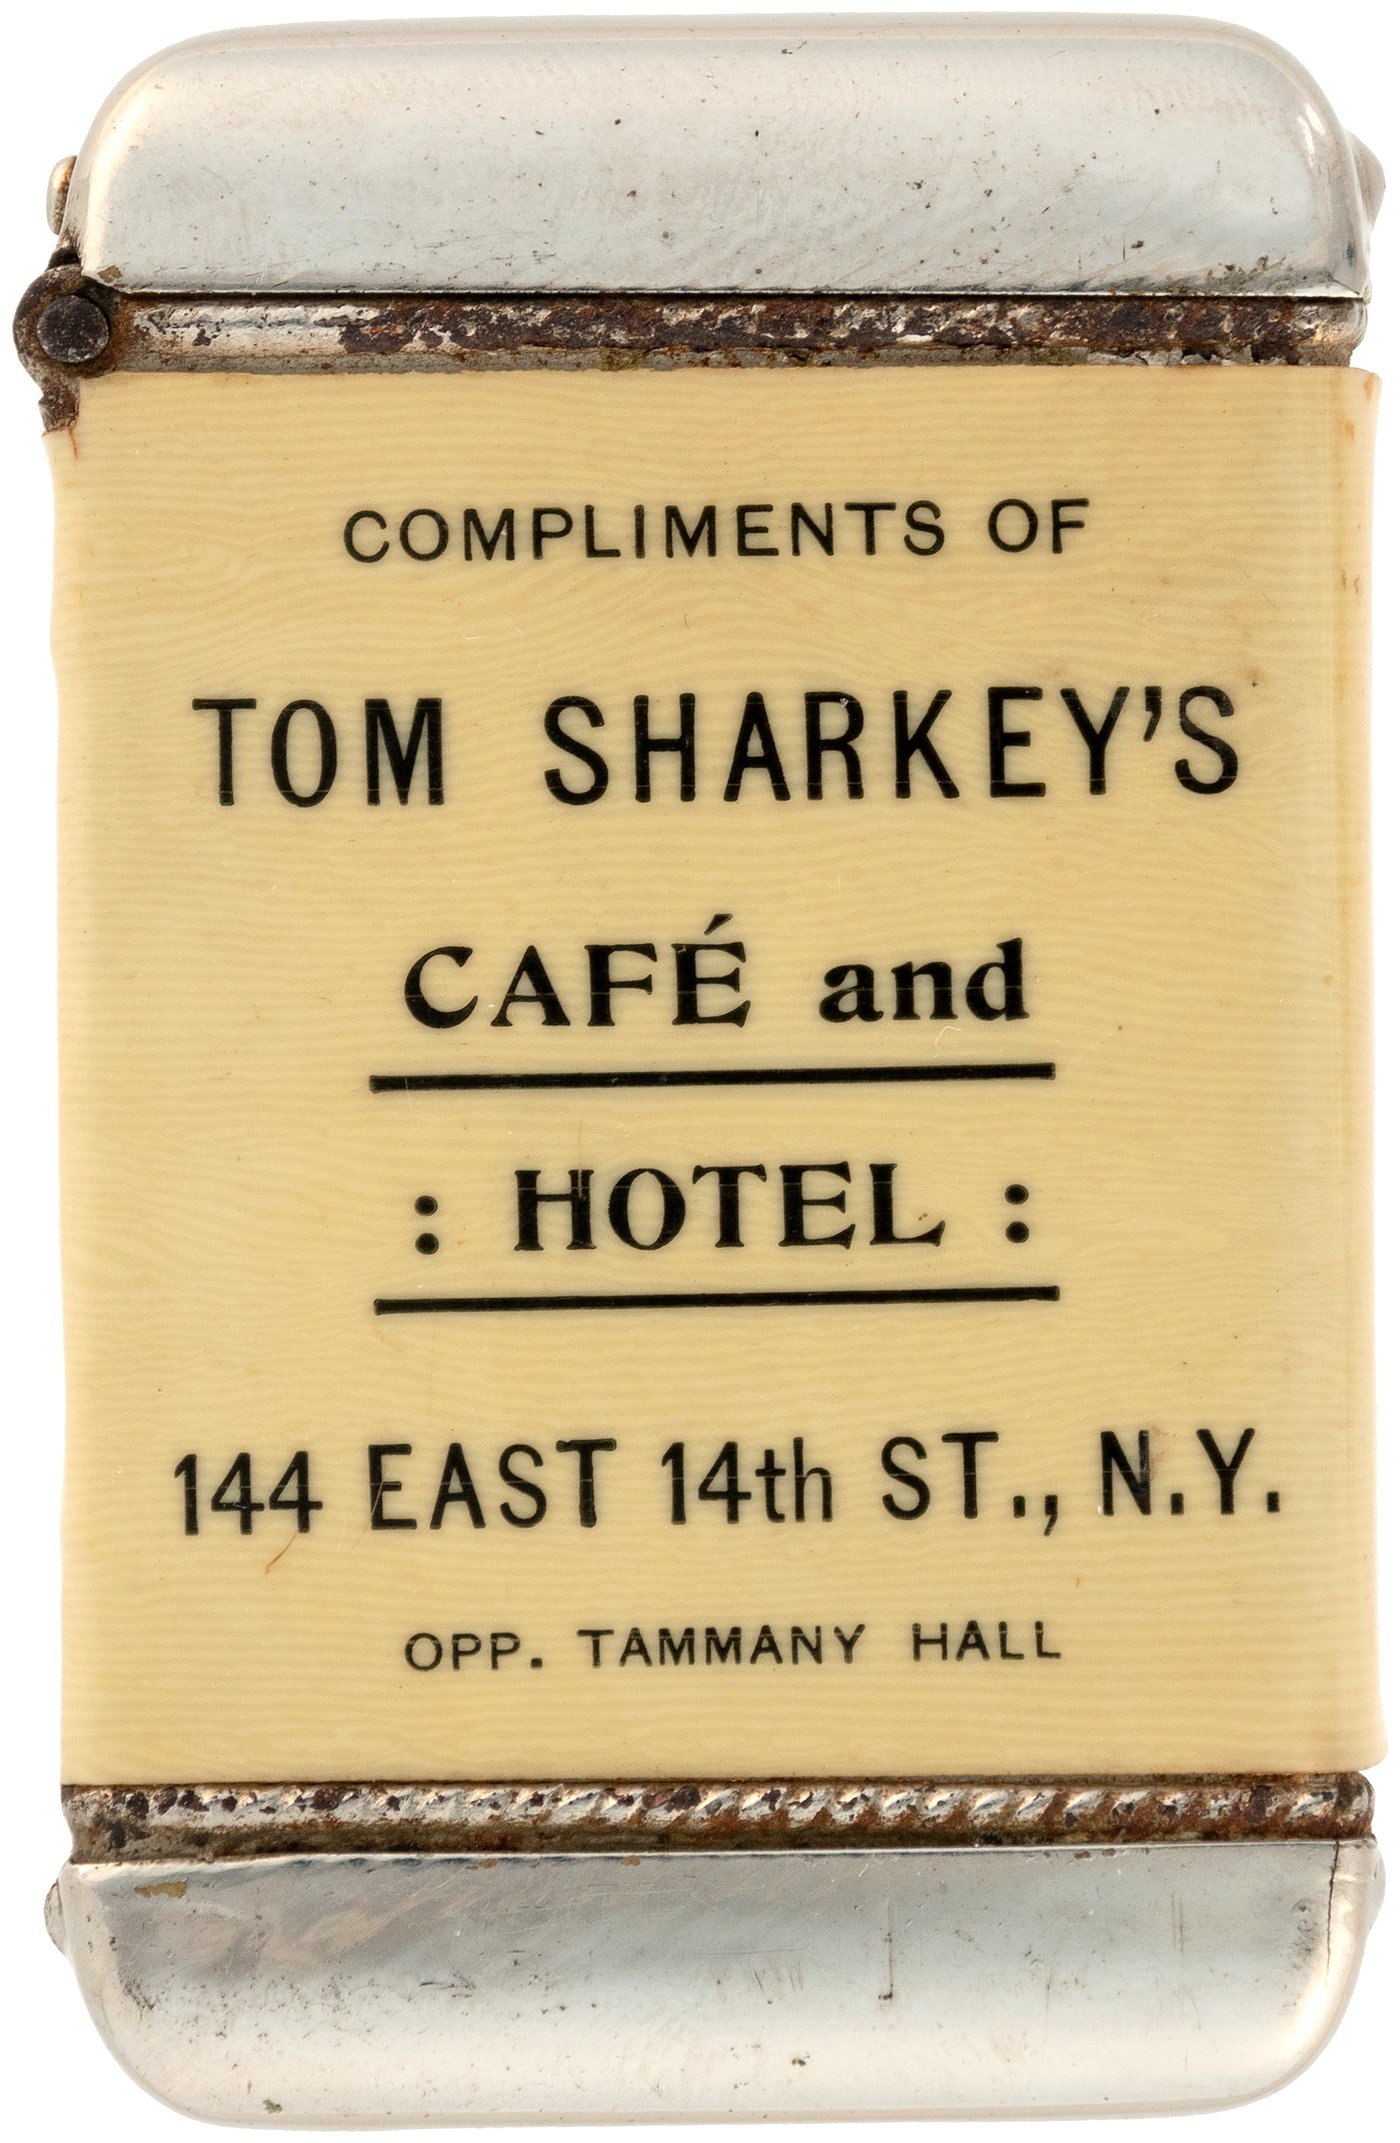 COMPLIMENTS OF
TOM SHARKEY'S
CAFÉ and
: HOTEL :
144 EAST 14th ST., N.Y.
OPP. TAMMANY HALL